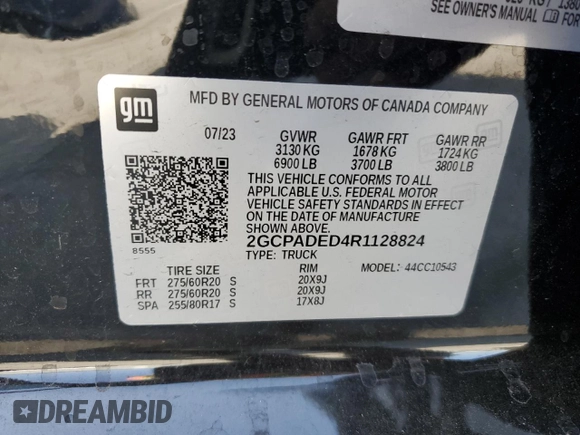 SEE OWNER'S MANUAL FOR
gm
MFD BY GENERAL MOTORS OF CANADA COMPANY
07/23 GVWR GAWR FRT GAWR RR
3130 KG 1678 KG 1724 KG
6900 LB 3700 LB 3800 LB
THIS VEHICLE CONFORMS TO ALL
APPLICABLE U.S. FEDERAL MOTOR
VEHICLE SAFETY STANDARDS IN EFFECT
ON THE DATE OF MANUFACTURE
SHOWN ABOVE.
8555
2GCPADED4R1128824
TYPE: TRUCK MODEL: 44CC10543
TIRE SIZE RIM
FRT 275/60R20 S 20X9J
RR 275/60R20 S 20X9J
SPA 255/80R17 S 17X8J
DREAMBID